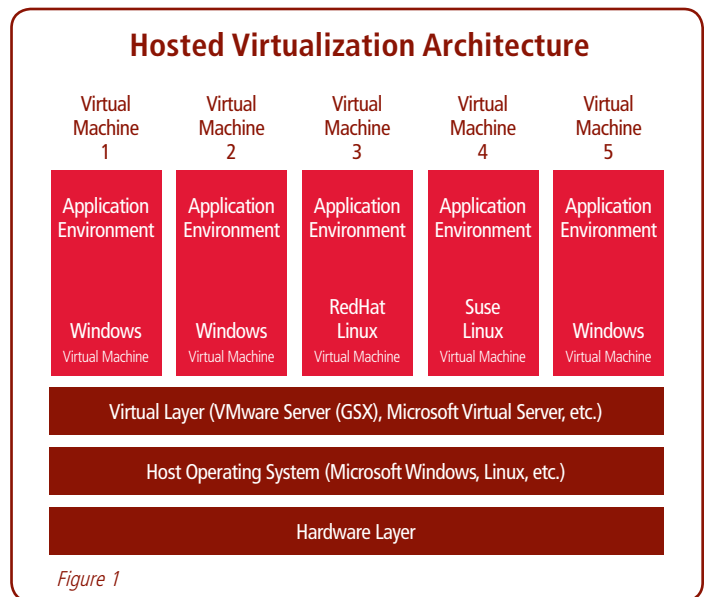 Hosted Virtualization Architecture
Virtual
Machine
1
Virtual
Machine
2
Virtual
Machine
3
Virtual
Machine
4
Virtual
Machine
5
Application
Environment
Windows
Virtual Machine
Application
Environment
Windows
Virtual Machine
Application
Environment
RedHat
Linux
Virtual Machine
Application
Environment
Suse
Linux
Virtual Machine
Application
Environment
Windows
Virtual Machine
Virtual Layer (VMware Server (GSX), Microsoft Virtual Server, etc.)
Host Operating System (Microsoft Windows, Linux, etc.)
Hardware Layer
Figure 1